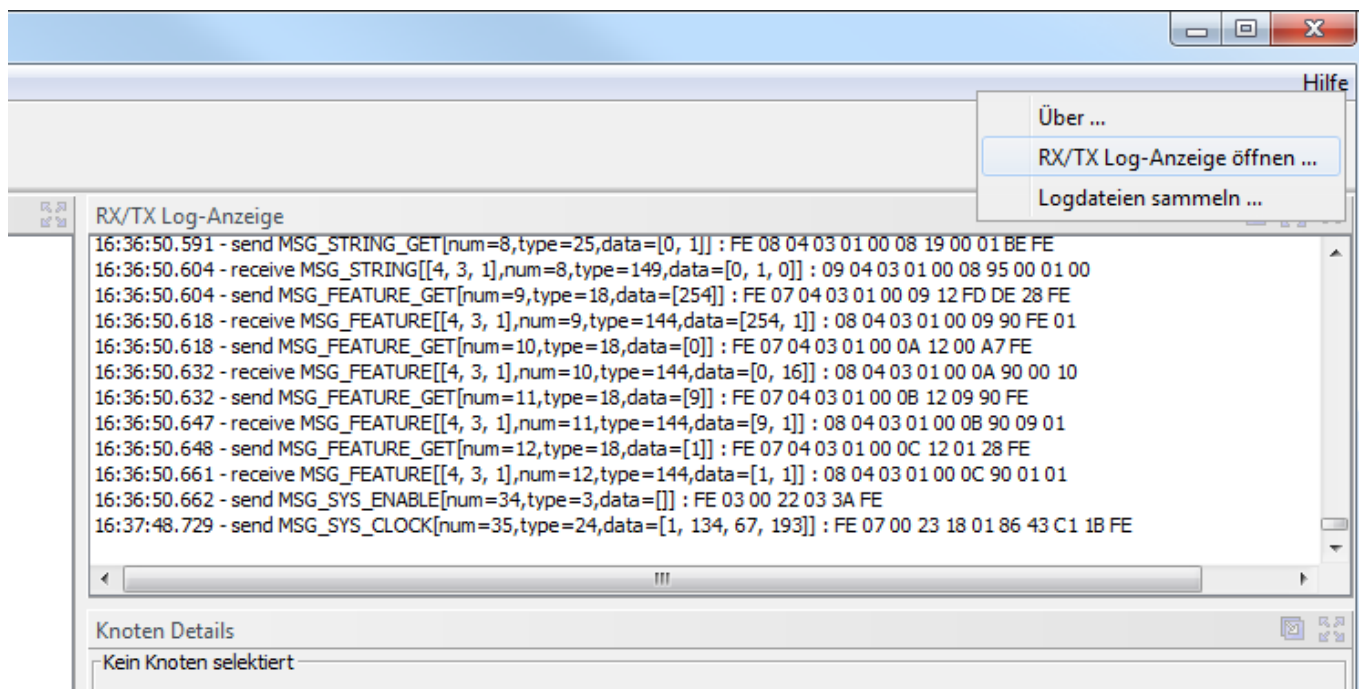 Hilfe
Über ...
RX/TX Log-Anzeige öffnen ...
Logdateien sammeln ...
RX/TX Log-Anzeige
16:36:50.591 - send MSG_STRING_GET[num=8,type=25,data=[0, 1]] : FE 08 04 03 01 00 08 19 00 01 BE FE
16:36:50.604 - receive MSG_STRING[[4, 3, 1],num=8,type=149,data=[0, 1, 0]] : 09 04 03 01 00 08 95 00 01 00
16:36:50.604 - send MSG_FEATURE_GET[num=9,type=18,data=[254]] : FE 07 04 03 01 00 09 12 FD DE 28 FE
16:36:50.618 - receive MSG_FEATURE[[4, 3, 1],num=9,type=144,data=[254, 1]] : 08 04 03 01 00 09 90 FE 01
16:36:50.618 - send MSG_FEATURE_GET[num=10,type=18,data=[0]] : FE 07 04 03 01 00 0A 12 00 A7 FE
16:36:50.632 - receive MSG_FEATURE[[4, 3, 1],num=10,type=144,data=[0, 16]] : 08 04 03 01 00 0A 90 00 10
16:36:50.632 - send MSG_FEATURE_GET[num=11,type=18,data=[9]] : FE 07 04 03 01 00 0B 12 09 90 FE
16:36:50.647 - receive MSG_FEATURE[[4, 3, 1],num=11,type=144,data=[9, 1]] : 08 04 03 01 00 0B 90 09 01
16:36:50.648 - send MSG_FEATURE_GET[num=12,type=18,data=[1]] : FE 07 04 03 01 00 0C 12 01 28 FE
16:36:50.661 - receive MSG_FEATURE[[4, 3, 1],num=12,type=144,data=[1, 1]] : 08 04 03 01 00 0C 90 01 01
16:36:50.662 - send MSG_SYS_ENABLE[num=34,type=3,data=[]] : FE 03 00 22 03 3A FE
16:37:48.729 - send MSG_SYS_CLOCK[num=35,type=24,data=[1, 134, 67, 193]] : FE 07 00 23 18 01 86 43 C1 1B FE
Knoten Details
Kein Knoten selektiert